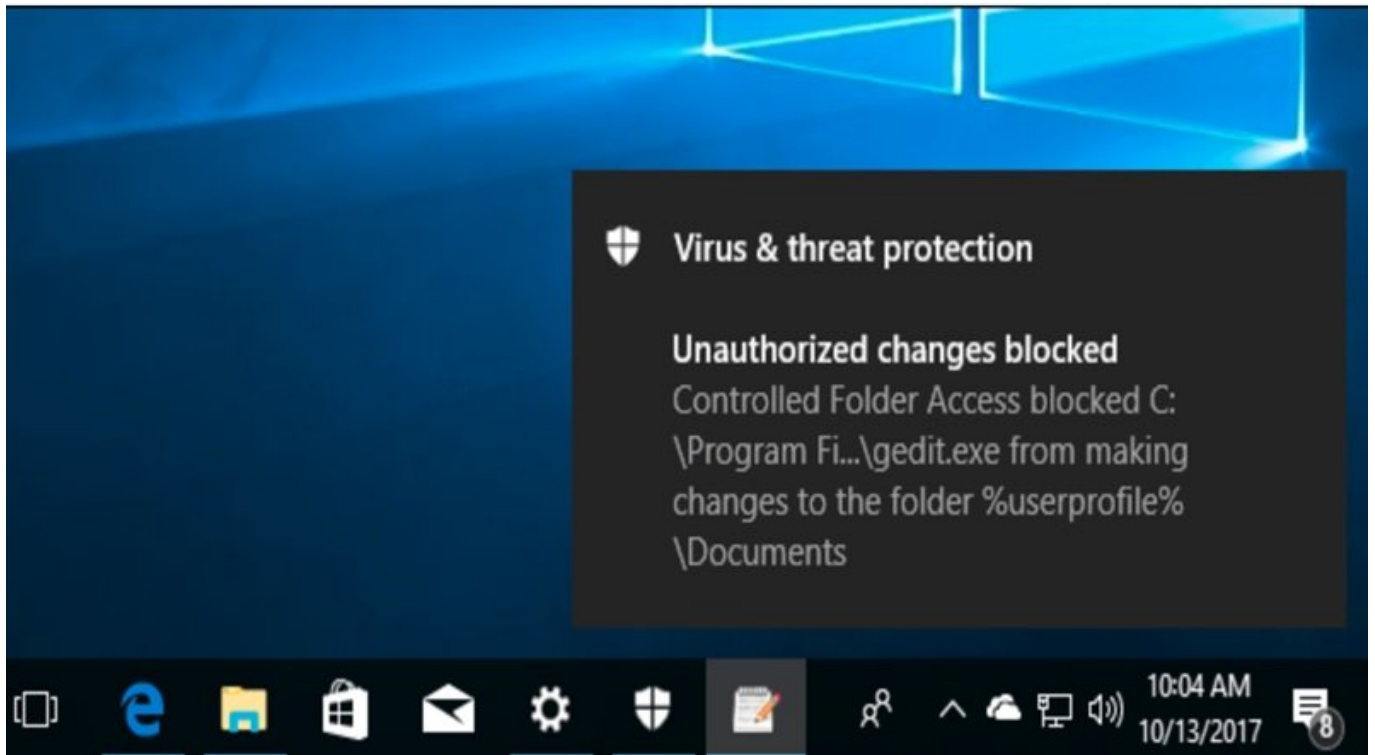 Virus & threat protection
Unauthorized changes blocked
Controlled Folder Access blocked C:
\Program Fi...\gedit.exe from making
changes to the folder %userprofile%
\Documents
10:04 AM
10/13/2017
8